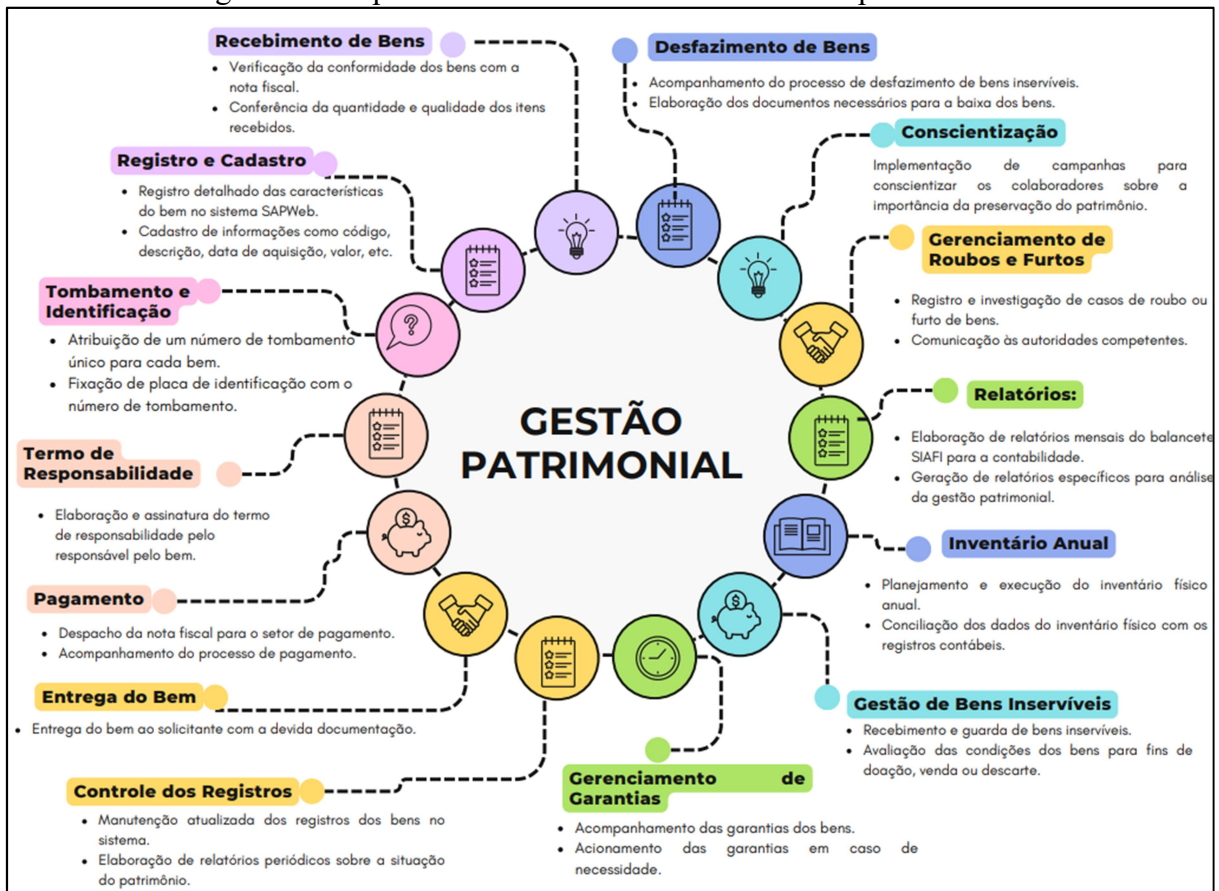 Recebimento de Bens
• Verificação da conformidade dos bens com a
nota fiscal.
• Conferência da quantidade e qualidade dos itens
recebidos.
Registro e Cadastro
• Registro detalhado das características
do bem no sistema SAPWeb.
• Cadastro de informações como código,
descrição, data de aquisição, valor, etc.
Tombamento e
Identificação
• Atribuição de um número de tombamento
único para cada bem.
• Fixação de placa de identificação com o
número de tombamento.
Termo de
Responsabilidade
• Elaboração e assinatura do termo
de responsabilidade pelo
responsável pelo bem.
Pagamento
• Despacho da nota fiscal para o setor de pagamento.
• Acompanhamento do processo de pagamento.
Entrega do Bem
• Entrega do bem ao solicitante com a devida documentação.
Controle dos Registros
• Manutenção atualizada dos registros dos bens no
sistema.
• Elaboração de relatórios periódicos sobre a situação
do patrimônio.
GESTÃO
PATRIMONIAL
Desfazimento de Bens
• Acompanhamento do processo de desfazimento de bens inservíveis.
• Elaboração dos documentos necessários para a baixa dos bens.
Conscientização
Implementação de campanhas para
conscientizar os colaboradores sobre a
importância da preservação do patrimônio.
Gerenciamento de
Roubos e Furtos
• Registro e investigação de casos de roubo ou
furto de bens.
• Comunicação às autoridades competentes.
Relatórios:
• Elaboração de relatórios mensais do balancete
SIAFI para a contabilidade.
• Geração de relatórios específicos para análise
da gestão patrimonial.
Inventário Anual
• Planejamento e execução do inventário físico
anual.
• Conciliação dos dados do inventário físico com os
registros contábeis.
Gestão de Bens Inservíveis
• Recebimento e guarda de bens inservíveis.
• Avaliação das condições dos bens para fins de
doação, venda ou descarte.
Gerenciamento de
Garantias
• Acompanhamento das garantias dos bens.
• Acionamento das garantias em caso de
necessidade.